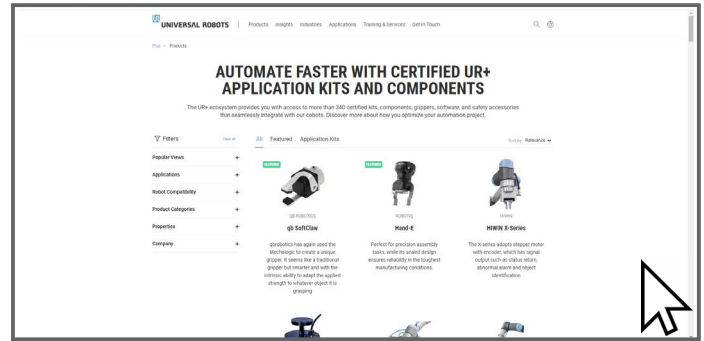 UNIVERSAL ROBOTS
Products Insights Industries Applications Training & Services Get In Touch
Plus > Products
AUTOMATE FASTER WITH CERTIFIED UR+
APPLICATION KITS AND COMPONENTS
The UR+ ecosystem provides you with access to more than 340 certified kits, components, grippers, software, and safety accessories
that seamlessly integrate with our cobots. Discover more about how you optimize your automation project.
Filters Clear all
All Featured Application Kits
Sort by Relevance
Popular Views +
Applications +
Robot Compatibility +
Product Categories +
Properties +
Company +
FEATURED
QB ROBOTICS
qb SoftClaw
qbrobotics has again used the
Mechalogic to create a unique
gripper. It seems like a traditional
gripper but smarter and with the
intrinsic ability to adapt the applied
strength to whatever object it is
grasping
FEATURED
ROBOTIQ
Hand-E
Perfect for precision assembly
tasks, while its sealed design
ensures reliability in the toughest
manufacturing conditions.
HIWIN
HIWIN X-Series
The X-series adopts stepper motor
with encoder, which has signal
output such as status return,
abnormal alarm and object
identification